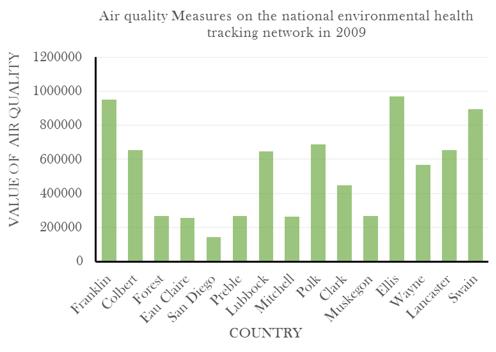 Air quality Measures on the national environmental health
tracking network in 2009
VALUE OF AIR QUALITY
1200000
1000000
800000
600000
400000
200000
0
Franklin
Colbert
Forest
Eau Claire
San Diego
Preble
Lubbock
Mitchell
Polk
Clark
Muskegon
Ellis
Wayne
Lancaster
Swain
COUNTRY